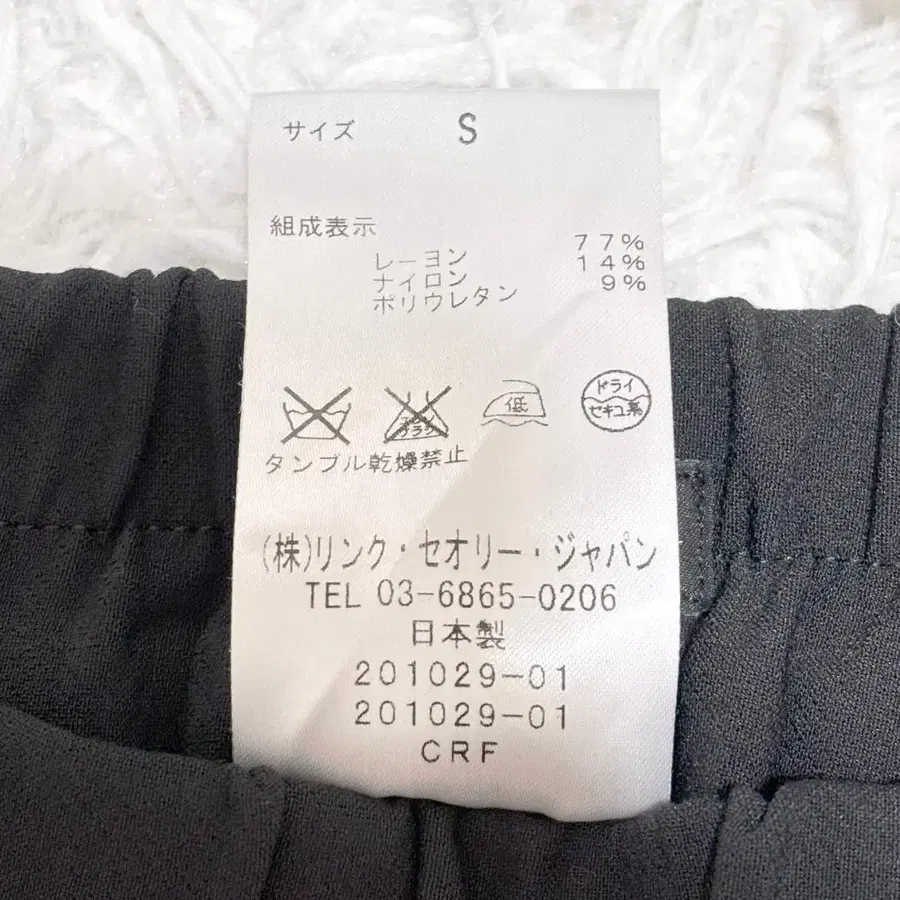 サイズ S
組成表示
レーヨン 77%
ナイロン 14%
ポリウレタン 9%
低
ドライ
セキユ系
タンブル乾燥禁止
(株)リンク・セオリー・ジャパン
TEL 03-6865-0206
日本製
201029-01
201029-01
CRF